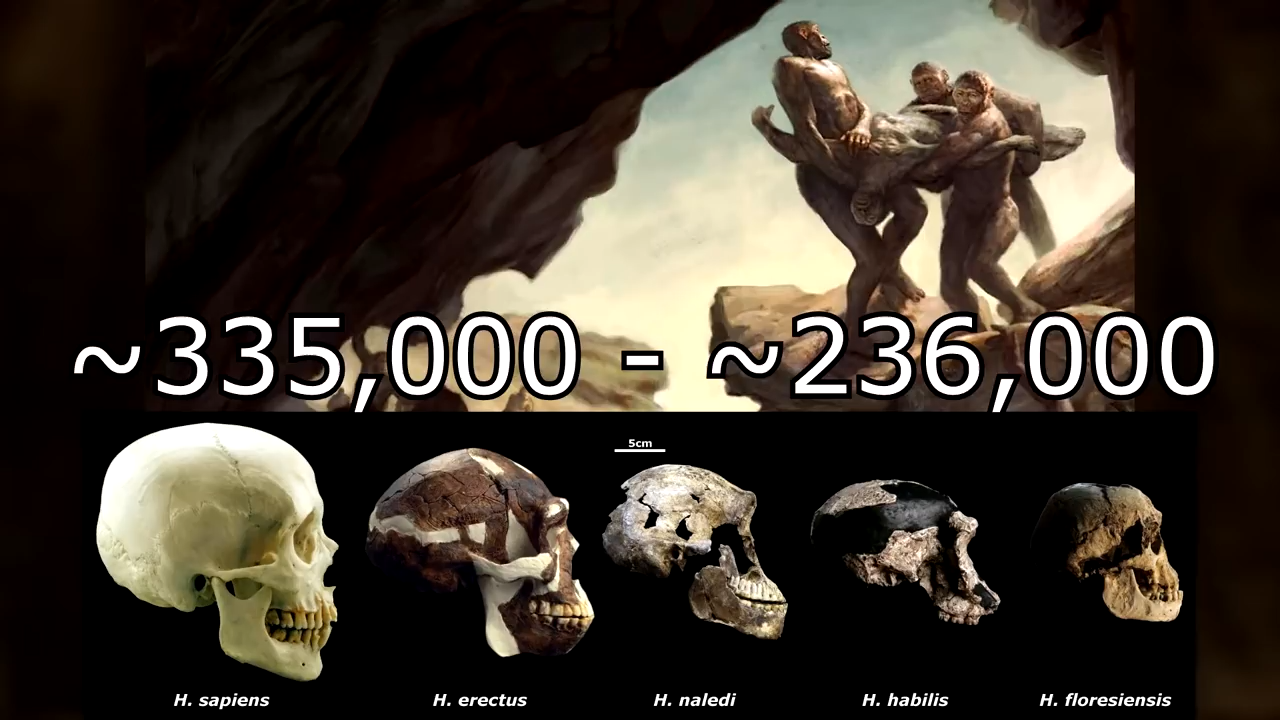 ~335,000 - ~236,000
5cm
H. sapiens H. erectus H. naledi H. habilis H. floresiensis